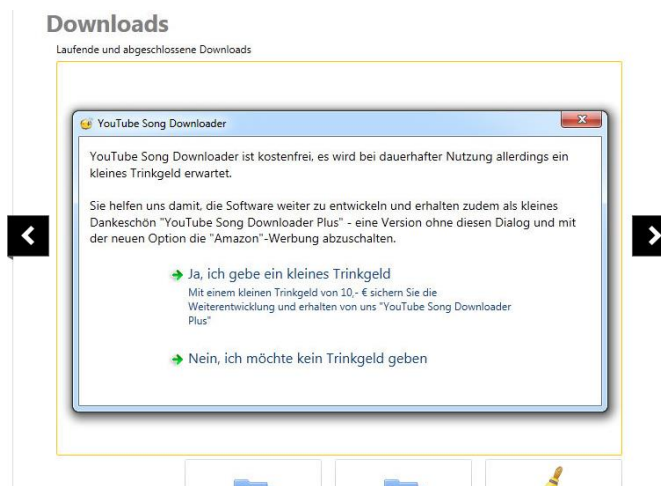 Downloads
Laufende und abgeschlossene Downloads
YouTube Song Downloader
YouTube Song Downloader ist kostenfrei, es wird bei dauerhafter Nutzung allerdings ein
kleines Trinkgeld erwartet.
Sie helfen uns damit, die Software weiter zu entwickeln und erhalten zudem als kleines
Dankeschön "YouTube Song Downloader Plus" - eine Version ohne diesen Dialog und mit
der neuen Option die "Amazon"-Werbung abzuschalten.
Ja, ich gebe ein kleines Trinkgeld
Mit einem kleinen Trinkgeld von 10,- € sichern Sie die
Weiterentwicklung und erhalten von uns "YouTube Song Downloader
Plus"
Nein, ich möchte kein Trinkgeld geben